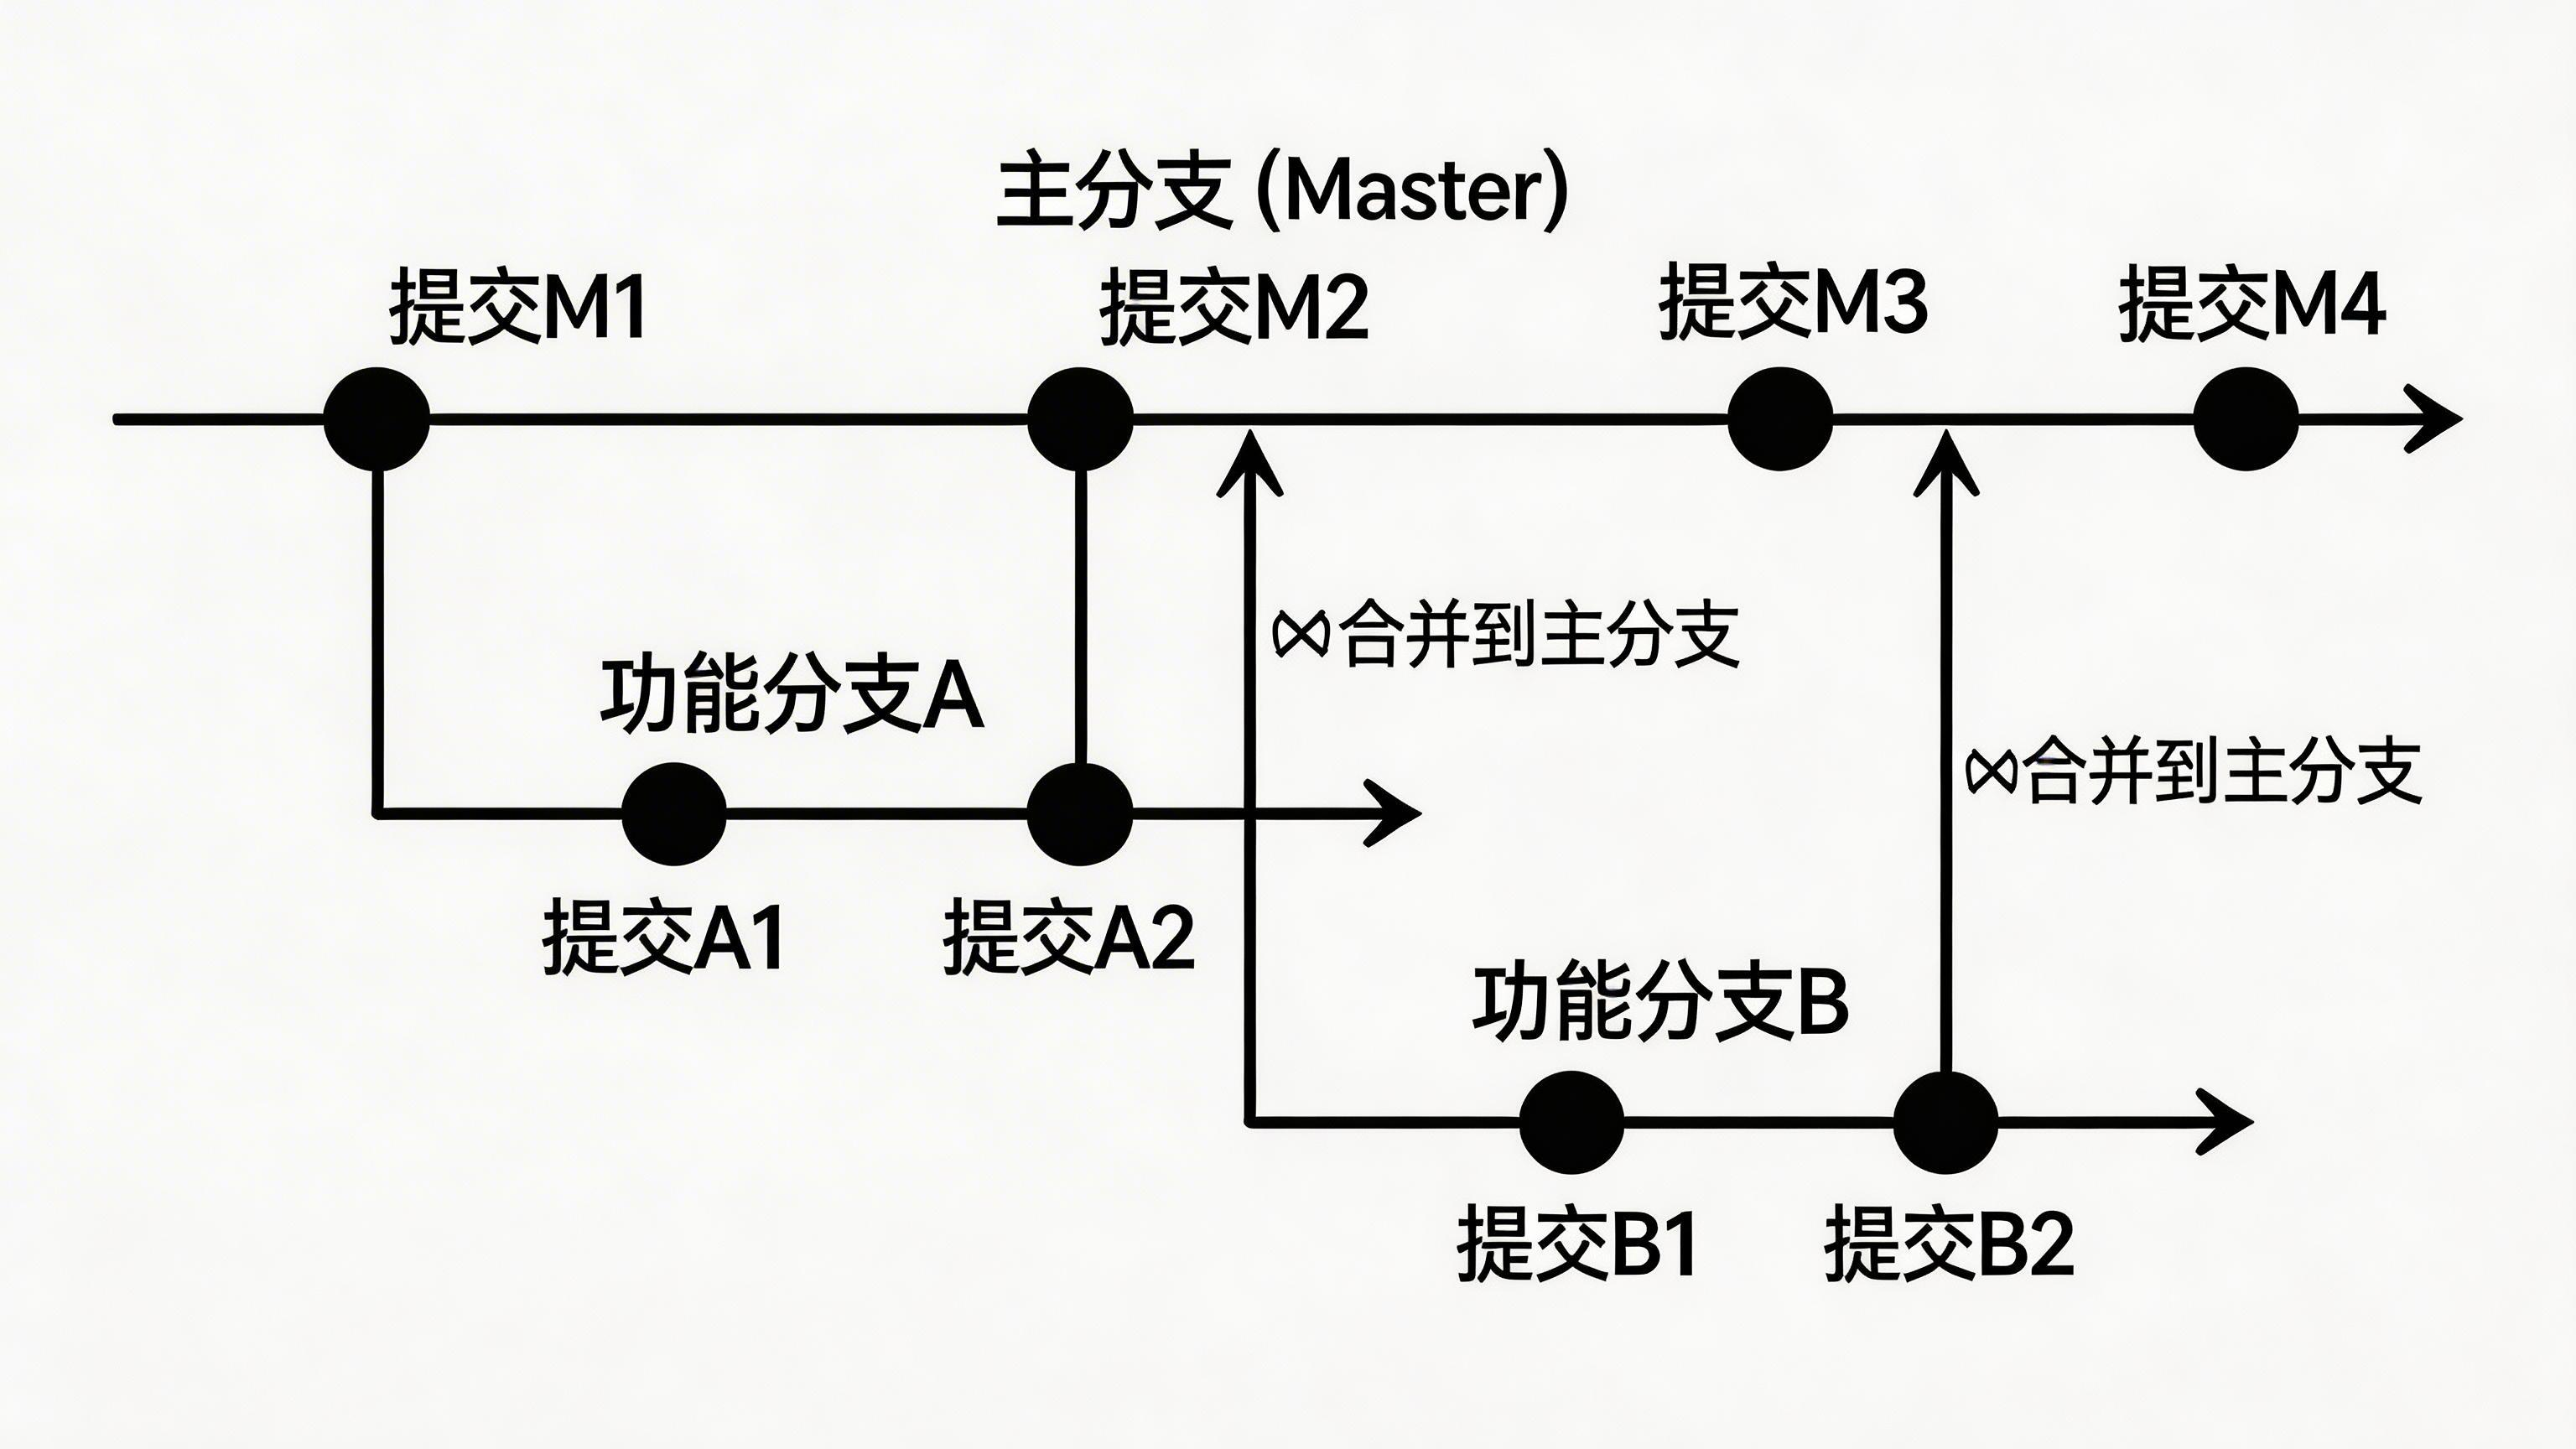 主分支 (Master)
提交M1
提交M2
提交M3
提交M4
合并到主分支
功能分支A
合并到主分支
提交A1
提交A2
功能分支B
提交B1
提交B2